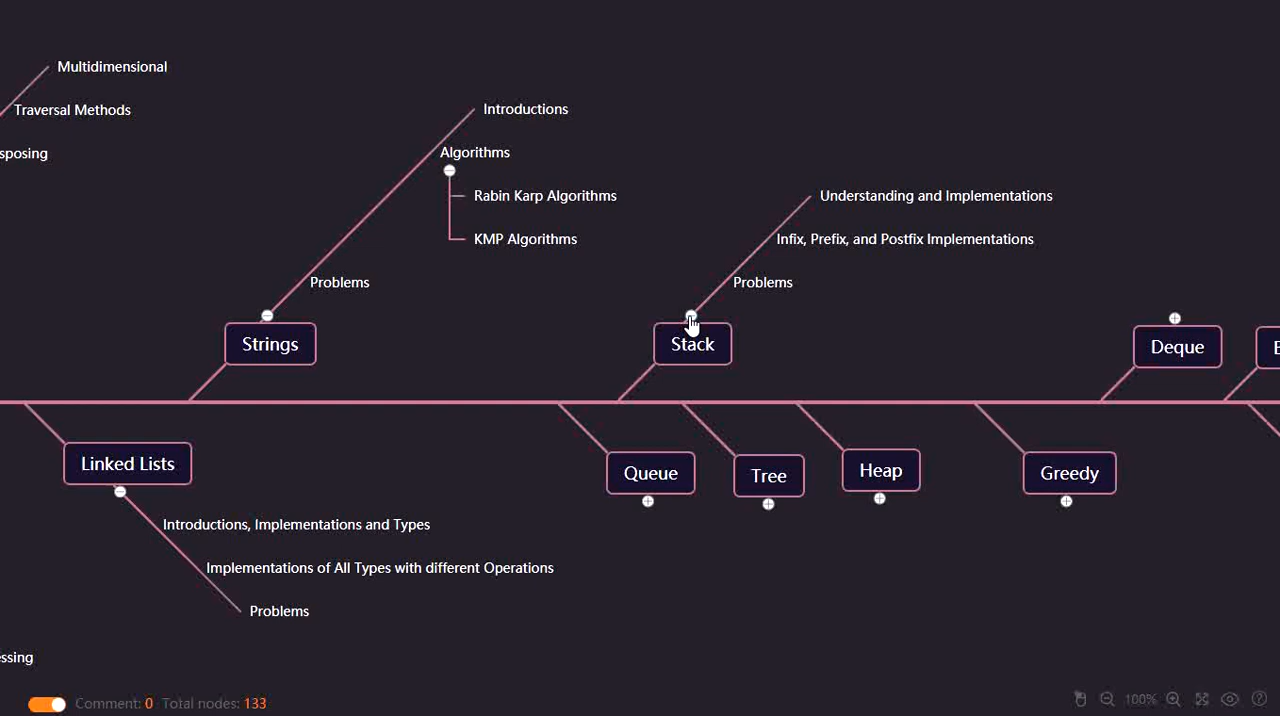 Multidimensional
Traversal Methods
sposing
Introductions
Algorithms
Rabin Karp Algorithms
KMP Algorithms
Problems
Strings
Understanding and Implementations
Infix, Prefix, and Postfix Implementations
Problems
Stack
Deque
E
Linked Lists
Introductions, Implementations and Types
Implementations of All Types with different Operations
Problems
Queue
Tree
Heap
Greedy
essing
Comment: 0 Total nodes: 133
100%